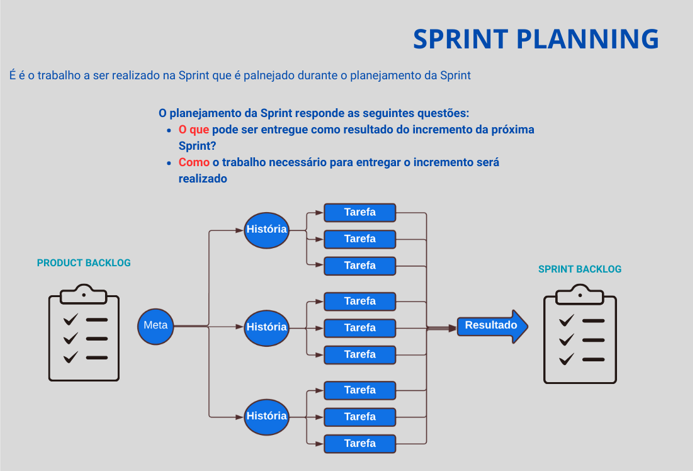 SPRINT PLANNING
É é o trabalho a ser realizado na Sprint que é palnejado durante o planejamento da Sprint
O planejamento da Sprint responde as seguintes questões:
• O que pode ser entregue como resultado do incremento da próxima
Sprint?
• Como o trabalho necessário para entregar o incremento será
realizado
PRODUCT BACKLOG
Meta
História
Tarefa
Tarefa
Tarefa
História
Tarefa
Tarefa
Tarefa
História
Tarefa
Tarefa
Tarefa
Resultado
SPRINT BACKLOG